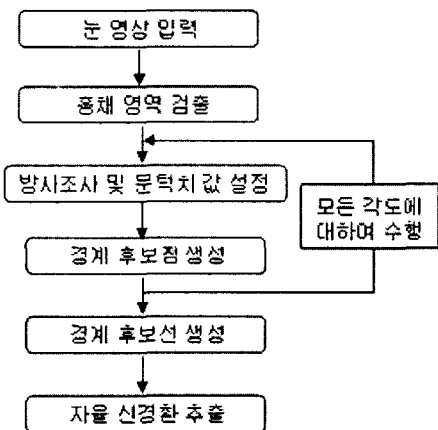 눈 영상 입력
홍채 영역 검출
방사조사 및 문턱치 값 설정
모든 각도에
대하여 수행
경계 후보점 생성
경계 후보선 생성
자율 신경환 추출